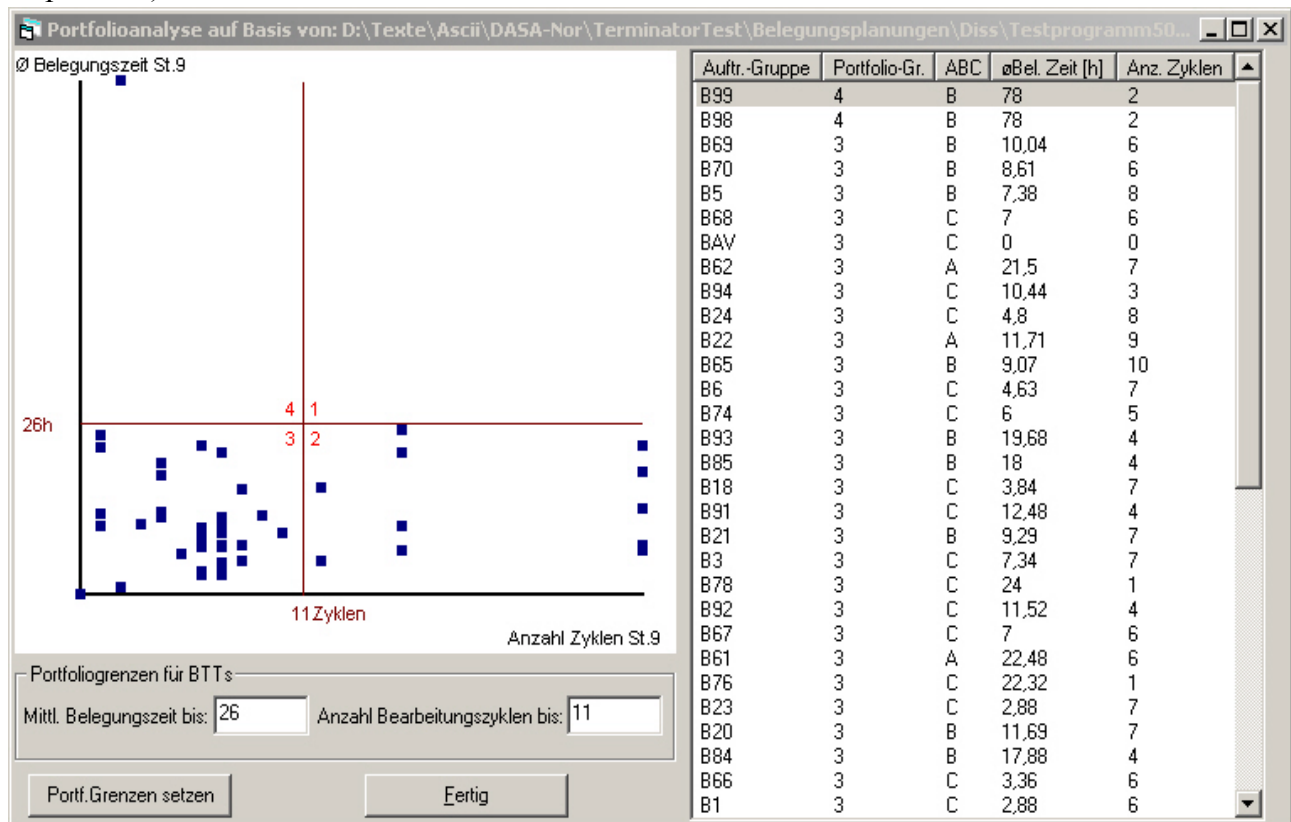 Portfolioanalyse auf Basis von: D:\Texte\Ascii\DASA-Nor\TerminatorTest\Belegungsplanungen\Diss\Testprogramm50...
Ø Belegungszeit St.9
26h
4 1
3 2
11Zyklen
Anzahl Zyklen St.9
Portfoliogrenzen für BTTs
Mittl. Belegungszeit bis: 26 Anzahl Bearbeitungszyklen bis: 11
Portf.Grenzen setzen Fertig
Auftr.-Gruppe Portfolio-Gr. ABC øBel. Zeit [h] Anz. Zyklen
B99 4 B 78 2
B98 4 B 78 2
B69 3 B 10,04 6
B70 3 B 8,61 6
B5 3 B 7,38 8
B68 3 C 7 6
BAV 3 C 0 0
B62 3 A 21,5 7
B94 3 C 10,44 3
B24 3 C 4,8 8
B22 3 A 11,71 9
B65 3 B 9,07 10
B6 3 C 4,63 7
B74 3 C 6 5
B93 3 B 19,68 4
B85 3 B 18 4
B18 3 C 3,84 7
B91 3 C 12,48 4
B21 3 B 9,29 7
B3 3 C 7,34 7
B78 3 C 24 1
B92 3 C 11,52 4
B67 3 C 7 6
B61 3 A 22,48 6
B76 3 C 22,32 1
B23 3 C 2,88 7
B20 3 B 11,69 7
B84 3 B 17,88 4
B66 3 C 3,36 6
B1 3 C 2,88 6